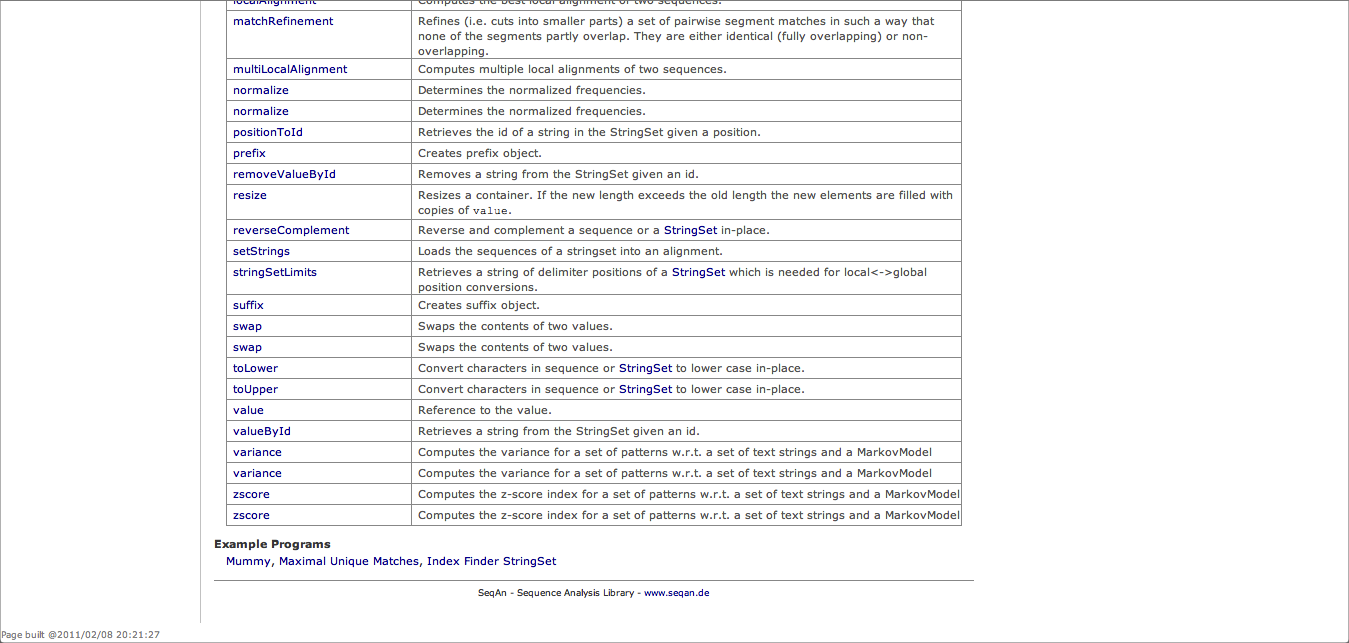 localAlignment Computes the best local alignment of two sequences.
matchRefinement Refines (i.e. cuts into smaller parts) a set of pairwise segment matches in such a way that
none of the segments partly overlap. They are either identical (fully overlapping) or non-
overlapping.
multiLocalAlignment Computes multiple local alignments of two sequences.
normalize Determines the normalized frequencies.
normalize Determines the normalized frequencies.
positionToId Retrieves the id of a string in the StringSet given a position.
prefix Creates prefix object.
removeValueById Removes a string from the StringSet given an id.
resize Resizes a container. If the new length exceeds the old length the new elements are filled with
copies of value.
reverseComplement Reverse and complement a sequence or a StringSet in-place.
setStrings Loads the sequences of a stringset into an alignment.
stringSetLimits Retrieves a string of delimiter positions of a StringSet which is needed for local<->global
position conversions.
suffix Creates suffix object.
swap Swaps the contents of two values.
swap Swaps the contents of two values.
toLower Convert characters in sequence or StringSet to lower case in-place.
toUpper Convert characters in sequence or StringSet to lower case in-place.
value Reference to the value.
valueById Retrieves a string from the StringSet given an id.
variance Computes the variance for a set of patterns w.r.t. a set of text strings and a MarkovModel
variance Computes the variance for a set of patterns w.r.t. a set of text strings and a MarkovModel
zscore Computes the z-score index for a set of patterns w.r.t. a set of text strings and a MarkovModel
zscore Computes the z-score index for a set of patterns w.r.t. a set of text strings and a MarkovModel
Example Programs
Mummy, Maximal Unique Matches, Index Finder StringSet
SeqAn - Sequence Analysis Library - www.seqan.de
Page built @2011/02/08 20:21:27